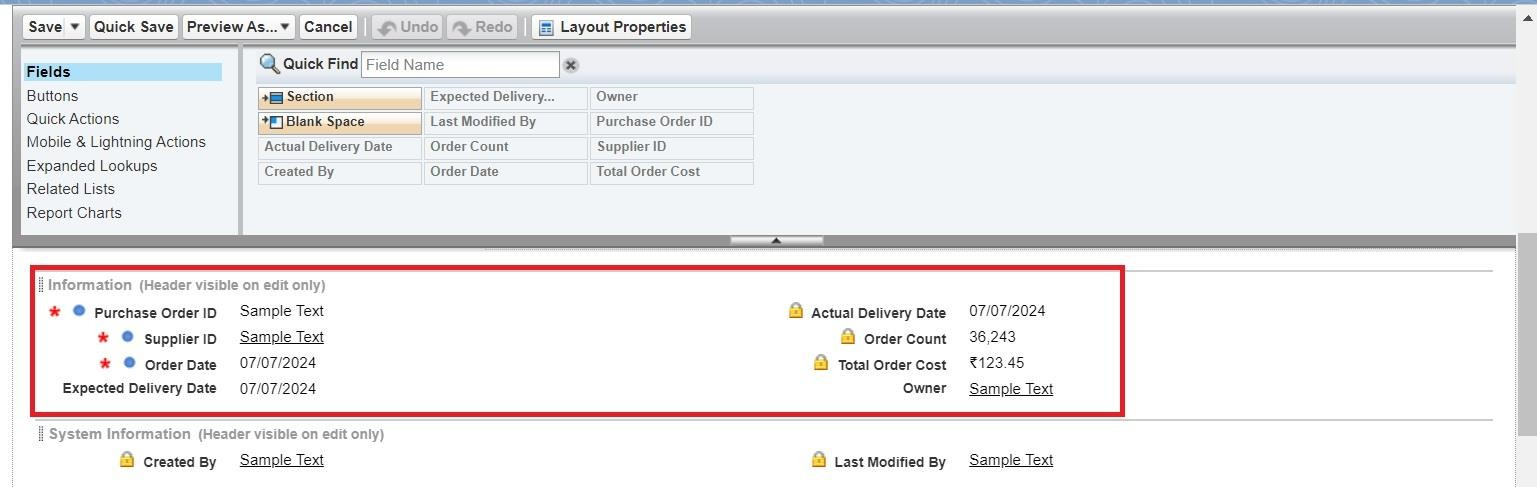 Save Quick Save Preview As... Cancel Undo Redo Layout Properties
Fields
Buttons
Quick Actions
Mobile & Lightning Actions
Expanded Lookups
Related Lists
Report Charts
Quick Find Field Name
Section Expected Delivery... Owner
Blank Space Last Modified By Purchase Order ID
Actual Delivery Date Order Count Supplier ID
Created By Order Date Total Order Cost
Information (Header visible on edit only)
* Purchase Order ID Sample Text Actual Delivery Date 07/07/2024
* Supplier ID Sample Text Order Count 36,243
* Order Date 07/07/2024 Total Order Cost ₹123.45
Expected Delivery Date 07/07/2024 Owner Sample Text
System Information (Header visible on edit only)
Created By Sample Text Last Modified By Sample Text